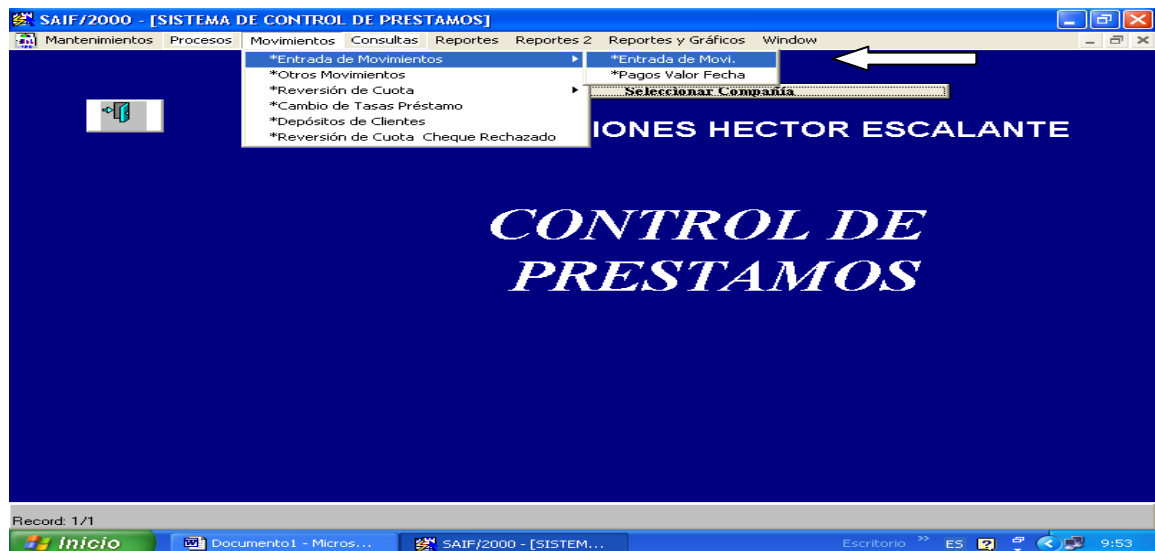 SAIF/2000 - [SISTEMA DE CONTROL DE PRESTAMOS]
Mantenimientos Procesos Movimientos Consultas Reportes Reportes 2 Reportes y Gráficos Window
*Entrada de Movimientos
*Otros Movimientos
*Reversión de Cuota
*Cambio de Tasas Préstamo
*Depósitos de Clientes
*Reversión de Cuota Cheque Rechazado
*Entrada de Movi.
*Pagos Valor Fecha
Seleccionar Compañía
IONES HECTOR ESCALANTE
CONTROL DE
PRESTAMOS
Record: 1/1
Inicio Documento1 - Micros... SAIF/2000 - [SISTEM... Escritorio » ES 9:53